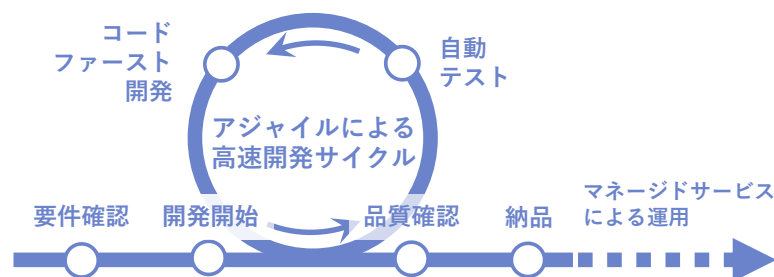 コード
ファースト
開発
自動
テスト
アジャイルによる
高速開発サイクル
要件確認
開発開始
品質確認
納品
マネージドサービス
による運用